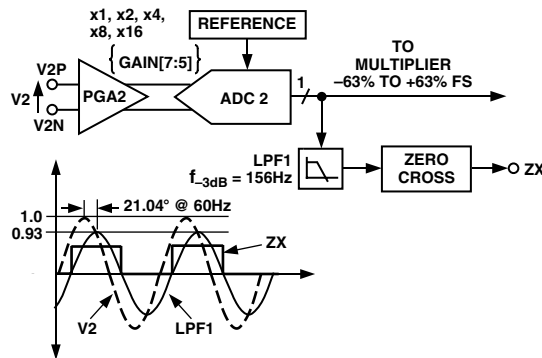 x1, x2, x4,
x8, x16
REFERENCE
{GAIN[7:5]}
V2P
V2
V2N
PGA2
ADC 2
1
TO
MULTIPLIER
–63% TO +63% FS
LPF1
f–3dB = 156Hz
ZERO
CROSS
ZX
21.04° @ 60Hz
1.0
0.93
ZX
V2
LPF1